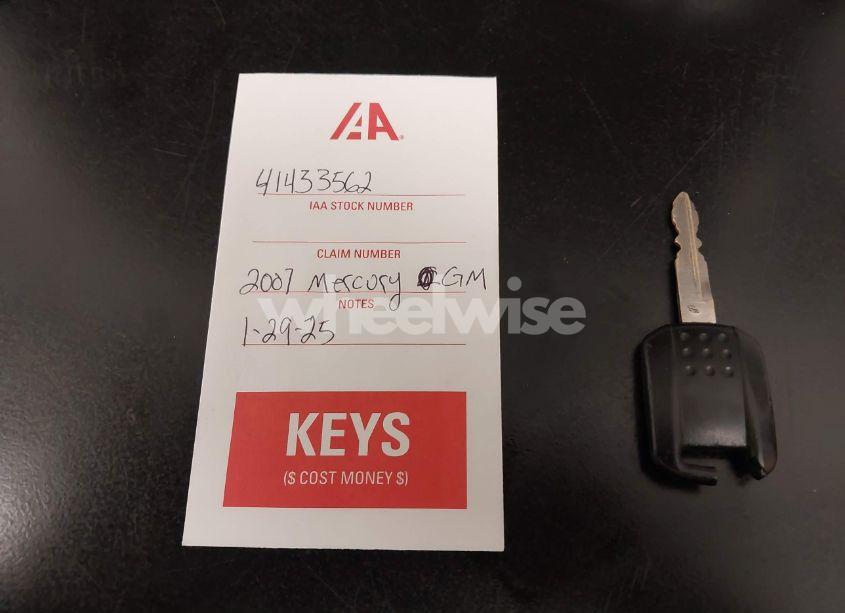 IAA
41433562
IAA STOCK NUMBER
CLAIM NUMBER
2007 Mercury GM
NOTES
wheelwise
1-29-25
KEYS
($ COST MONEY $)